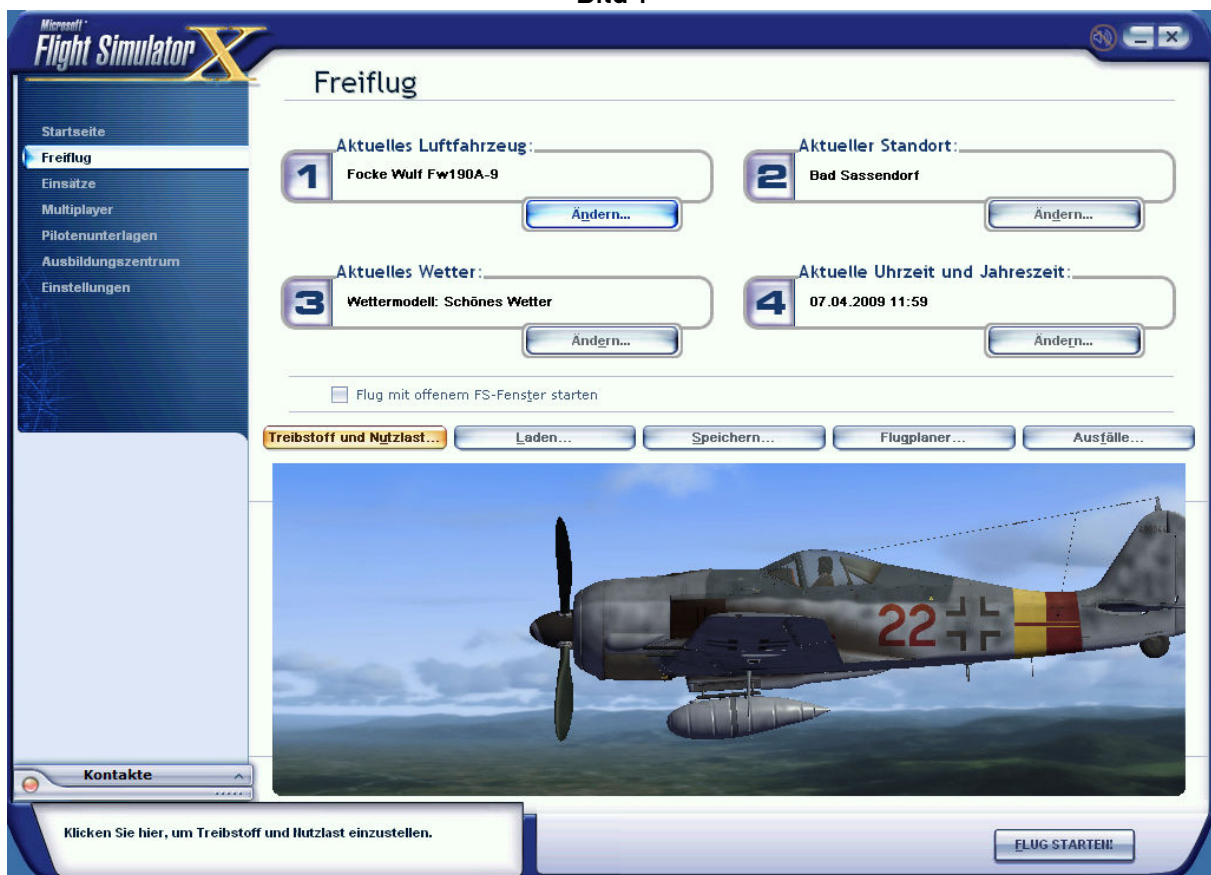 Microsoft
Flight Simulator X
Freiflug
Startseite
Freiflug
Einsätze
Multiplayer
Pilotenunterlagen
Ausbildungszentrum
Einstellungen
1
Aktuelles Luftfahrzeug:
Focke Wulf Fw190A-9
Ändern...
2
Aktueller Standort:
Bad Sassendorf
Ändern...
3
Aktuelles Wetter:
Wettermodell: Schönes Wetter
Ändern...
4
Aktuelle Uhrzeit und Jahreszeit:
07.04.2009 11:59
Ändern...
Flug mit offenem FS-Fenster starten
Treibstoff und Nutzlast...
Laden...
Speichern...
Flugplaner...
Ausfälle...
22
Kontakte
Klicken Sie hier, um Treibstoff und Nutzlast einzustellen.
FLUG STARTEN!